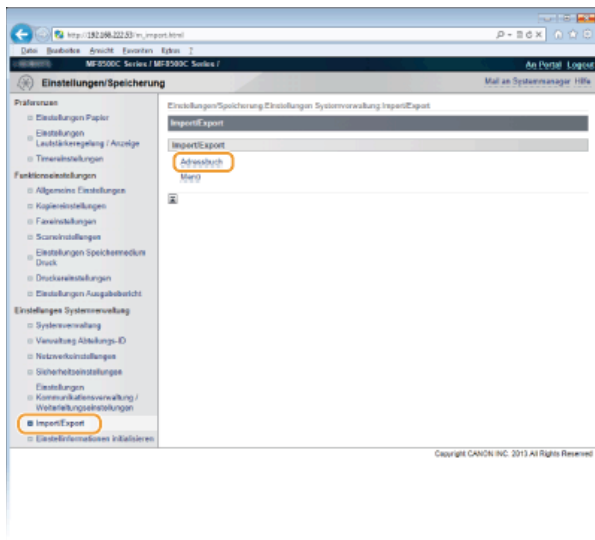 http://192.168.222.53/m_import.html
Datei Bearbeiten Ansicht Favoriten Extras ?
MF8500C Series / MF8500C Series /
An Portal Logout
Einstellungen/Speicherung
Mail an Systemmanager Hilfe
Präferenzen
Einstellungen Papier
Einstellungen
Lautstärkeregelung / Anzeige
Timereinstellungen
Funktionseinstellungen
Allgemeine Einstellungen
Kopiereinstellungen
Faxeinstellungen
Scaneinstellungen
Einstellungen Speichermedium
Druck
Druckereinstellungen
Einstellungen Ausgabebericht
Einstellungen Systemverwaltung
Systemverwaltung
Verwaltung Abteilungs-ID
Netzwerkeinstellungen
Sicherheitseinstellungen
Einstellungen
Kommunikationsverwaltung /
Weiterleitungseinstellungen
Import/Export
Einstellinformationen initialisieren
Einstellungen/Speicherung:Einstellungen Systemverwaltung:Import/Export
Import/Export
Import/Export
Adressbuch
Menü
Copyright CANON INC. 2013 All Rights Reserved